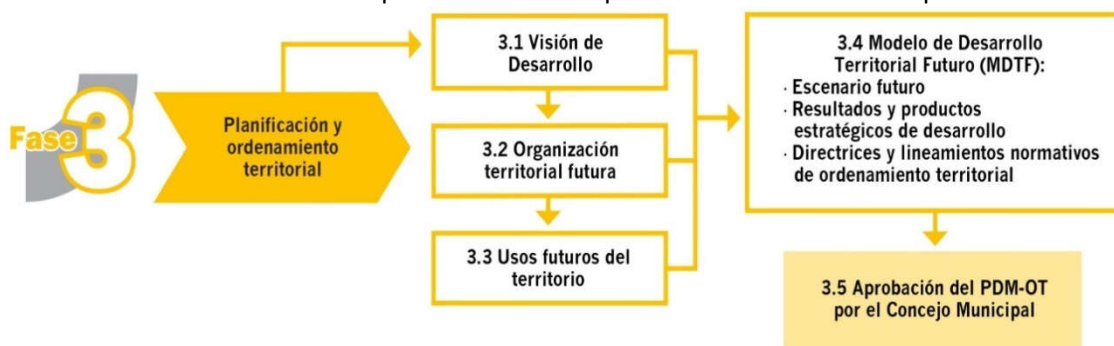 Fase 3
Planificación y
ordenamiento
territorial
3.1 Visión de
Desarrollo
3.2 Organización
territorial futura
3.3 Usos futuros del
territorio
3.4 Modelo de Desarrollo
Territorial Futuro (MDTF):
· Escenario futuro
· Resultados y productos
estratégicos de desarrollo
· Directrices y lineamientos normativos
de ordenamiento territorial
3.5 Aprobación del PDM-OT
por el Concejo Municipal